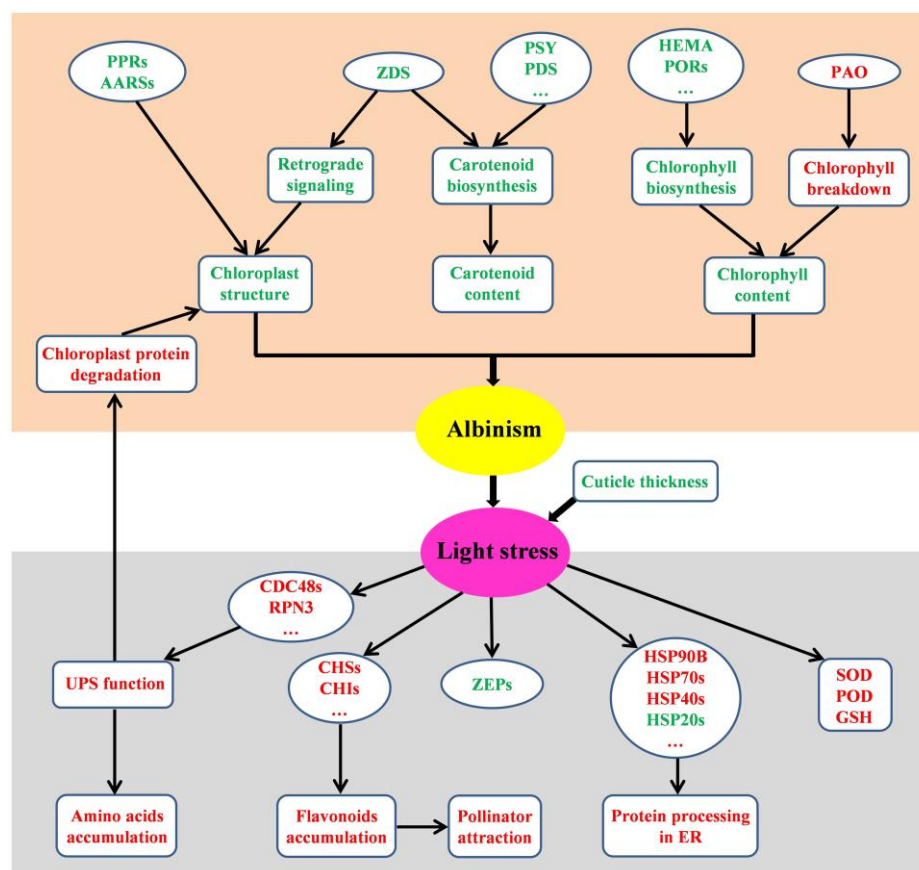 PPRs
AARSs
ZDS
PSY
PDS
...
HEMA
PORs
...
PAO
Retrograde
signaling
Carotenoid
biosynthesis
Chlorophyll
biosynthesis
Chlorophyll
breakdown
Chloroplast
structure
Carotenoid
content
Chlorophyll
content
Chloroplast protein
degradation
Albinism
Cuticle thickness
Light stress
CDC48s
RPN3
...
UPS function
CHSs
CHIs
...
ZEPs
HSP90B
HSP70s
HSP40s
HSP20s
...
SOD
POD
GSH
Amino acids
accumulation
Flavonoids
accumulation
Pollinator
attraction
Protein processing
in ER